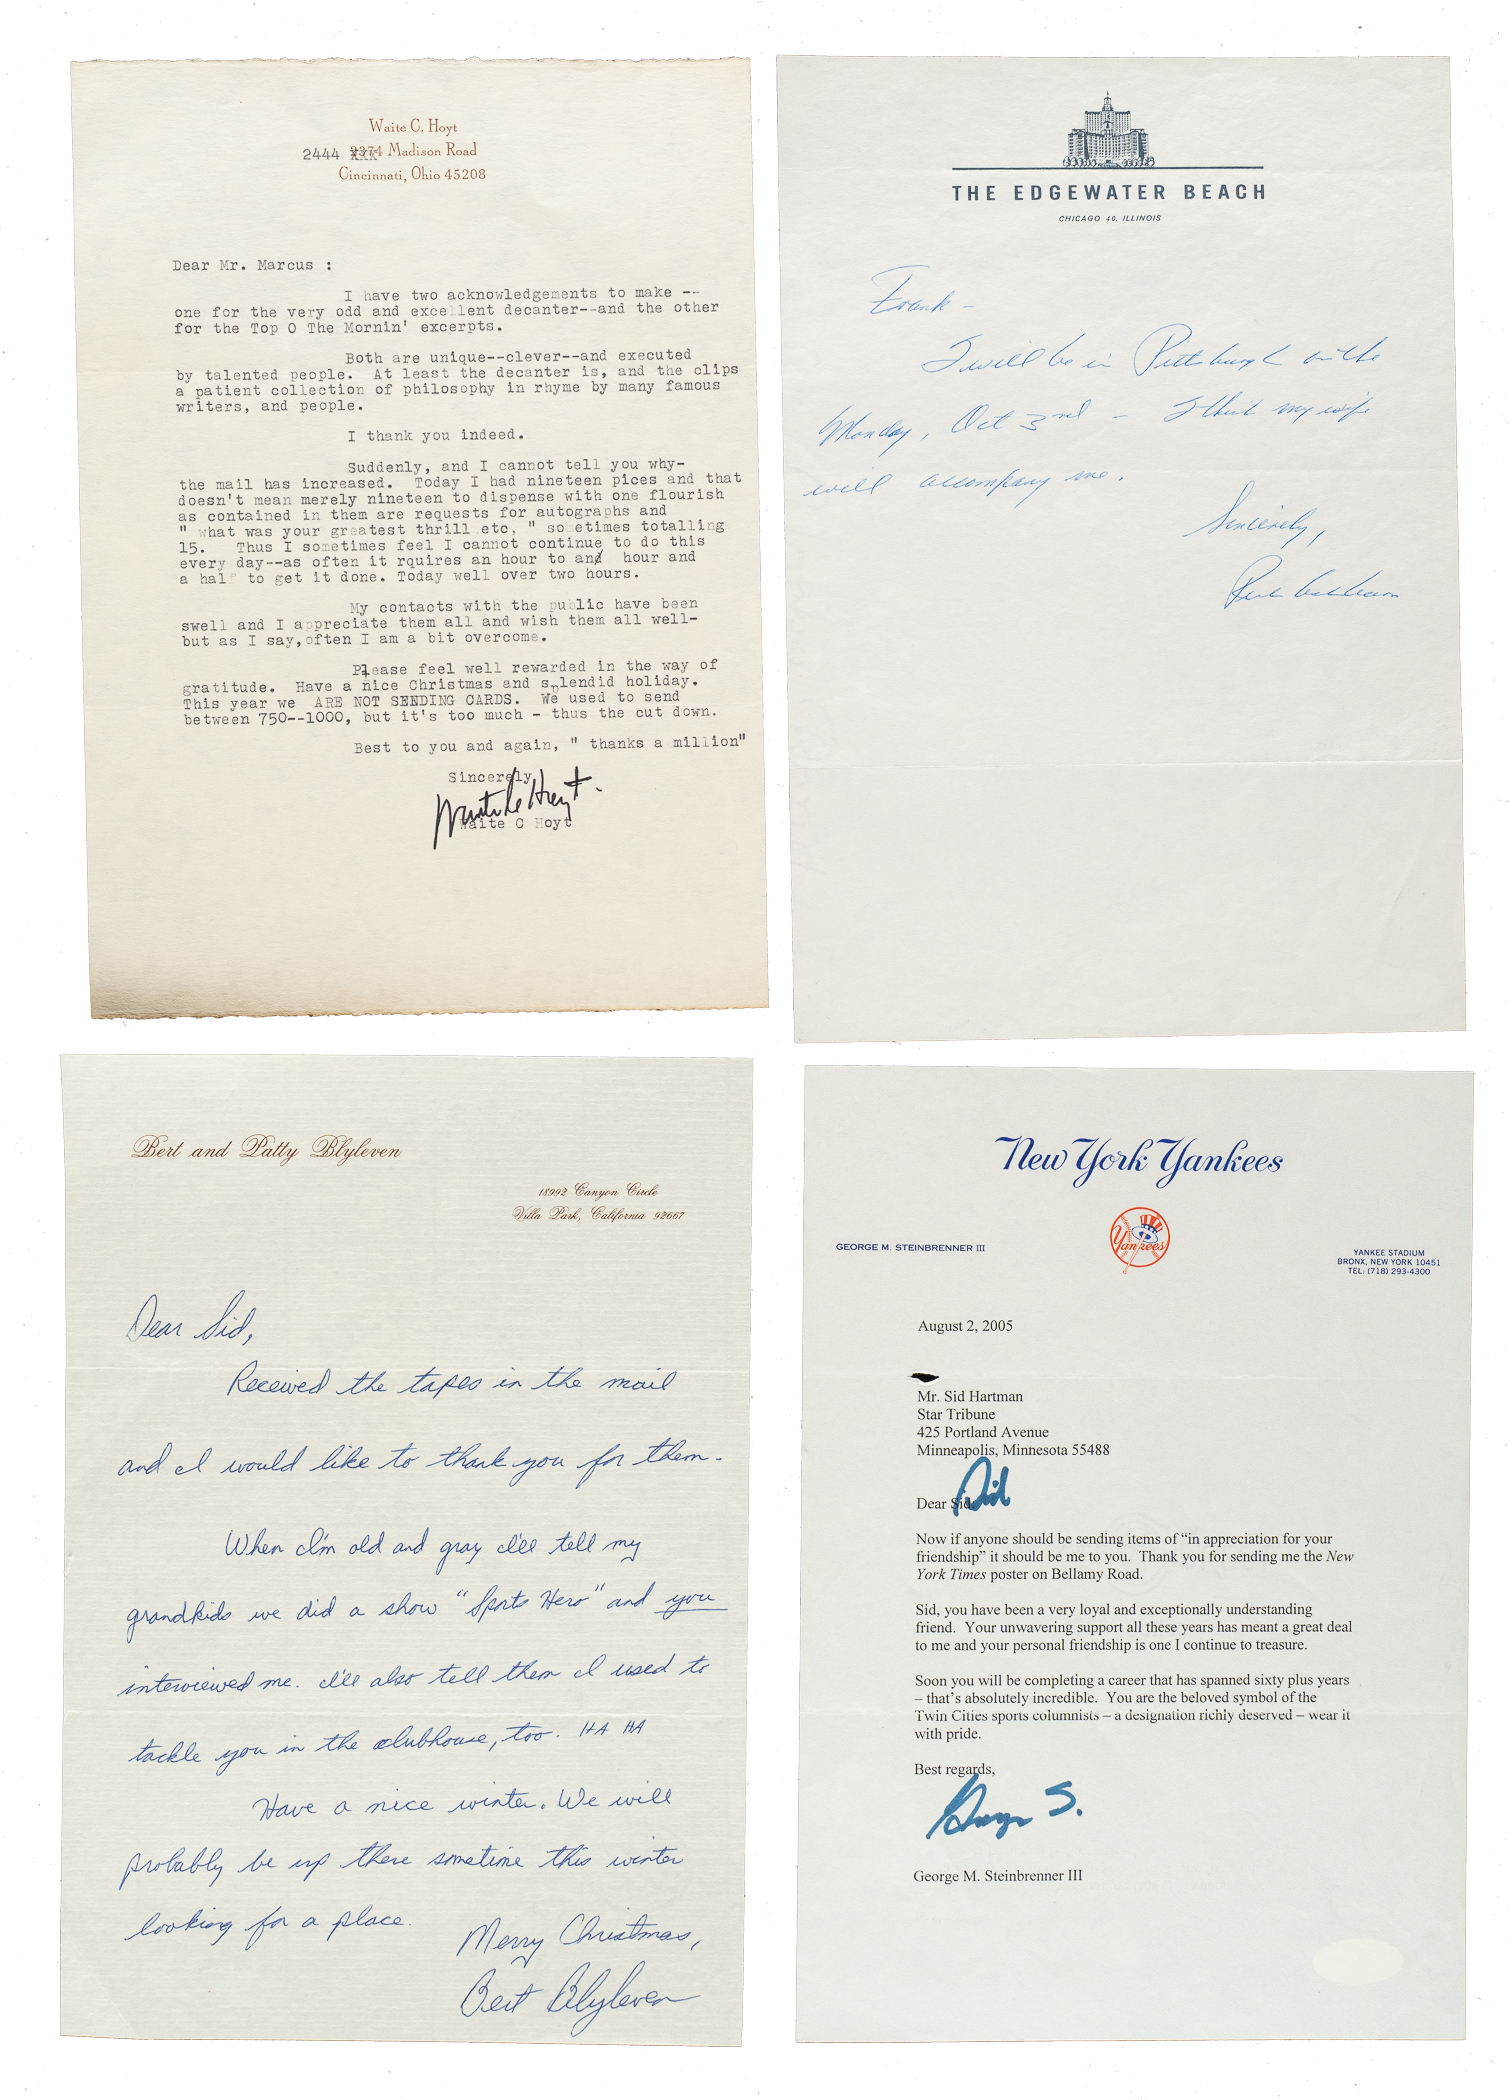 Waite C. Hoyt
2444 Madison Road
Cincinnati, Ohio 45208
Dear Mr. Marcus :
I have two acknowledgements to make --
one for the very odd and excellent decanter--and the other
for the Top O The Mornin' excerpts.
Both are unique--clever--and executed
by talented people. At least the decanter is, and the clips
a patient collection of philosophy in rhyme by many famous
writers, and people.
I thank you indeed.
Suddenly, and I cannot tell you why-
the mail has increased. Today I had nineteen pices and that
doesn't mean merely nineteen to dispense with one flourish
as contained in them are requests for autographs and
" what was your greatest thrill etc, " sometimes totalling
15. Thus I sometimes feel I cannot continue to do this
every day--as often it rquires an hour to and hour and
a half to get it done. Today well over two hours.
My contacts with the public have been
swell and I appreciate them all and wish them all well-
but as I say,often I am a bit overcome.
Please feel well rewarded in the way of
gratitude. Have a nice Christmas and splendid holiday.
This year we ARE NOT SENDING CARDS. We used to send
between 750--1000, but it's too much - thus the cut down.
Best to you and again, " thanks a million"
Sincerely
Waite C Hoyt
Waite C Hoyt
THE EDGEWATER BEACH
CHICAGO 40, ILLINOIS
Frank -
I will be in Pittsburgh on the
Monday, Oct 3rd - I think my wife
will accompany me.
Sincerely,
Richie Ashburn
Bert and Patty Blyleven
18992 Canyon Circle
Villa Park, California 92667
Dear Sid,
Received the tapes in the mail
and I would like to thank you for them.
When I'm old and gray I'll tell my
grandkids we did a show "Sports Hero" and you
interviewed me. I'll also tell them I used to
tackle you in the clubhouse, too. HA HA
Have a nice winter. We will
probably be up there sometime this winter
looking for a place.
Merry Christmas,
Bert Blyleven
New York Yankees
Yankees
GEORGE M. STEINBRENNER III
YANKEE STADIUM
BRONX, NEW YORK 10451
TEL: (718) 293-4300
August 2, 2005
Mr. Sid Hartman
Star Tribune
425 Portland Avenue
Minneapolis, Minnesota 55488
Dear Sid: Sid
Now if anyone should be sending items of “in appreciation for your
friendship” it should be me to you. Thank you for sending me the New
York Times poster on Bellamy Road.
Sid, you have been a very loyal and exceptionally understanding
friend. Your unwavering support all these years has meant a great deal
to me and your personal friendship is one I continue to treasure.
Soon you will be completing a career that has spanned sixty plus years
– that’s absolutely incredible. You are the beloved symbol of the
Twin Cities sports columnists – a designation richly deserved – wear it
with pride.
Best regards,
George S.
George M. Steinbrenner III